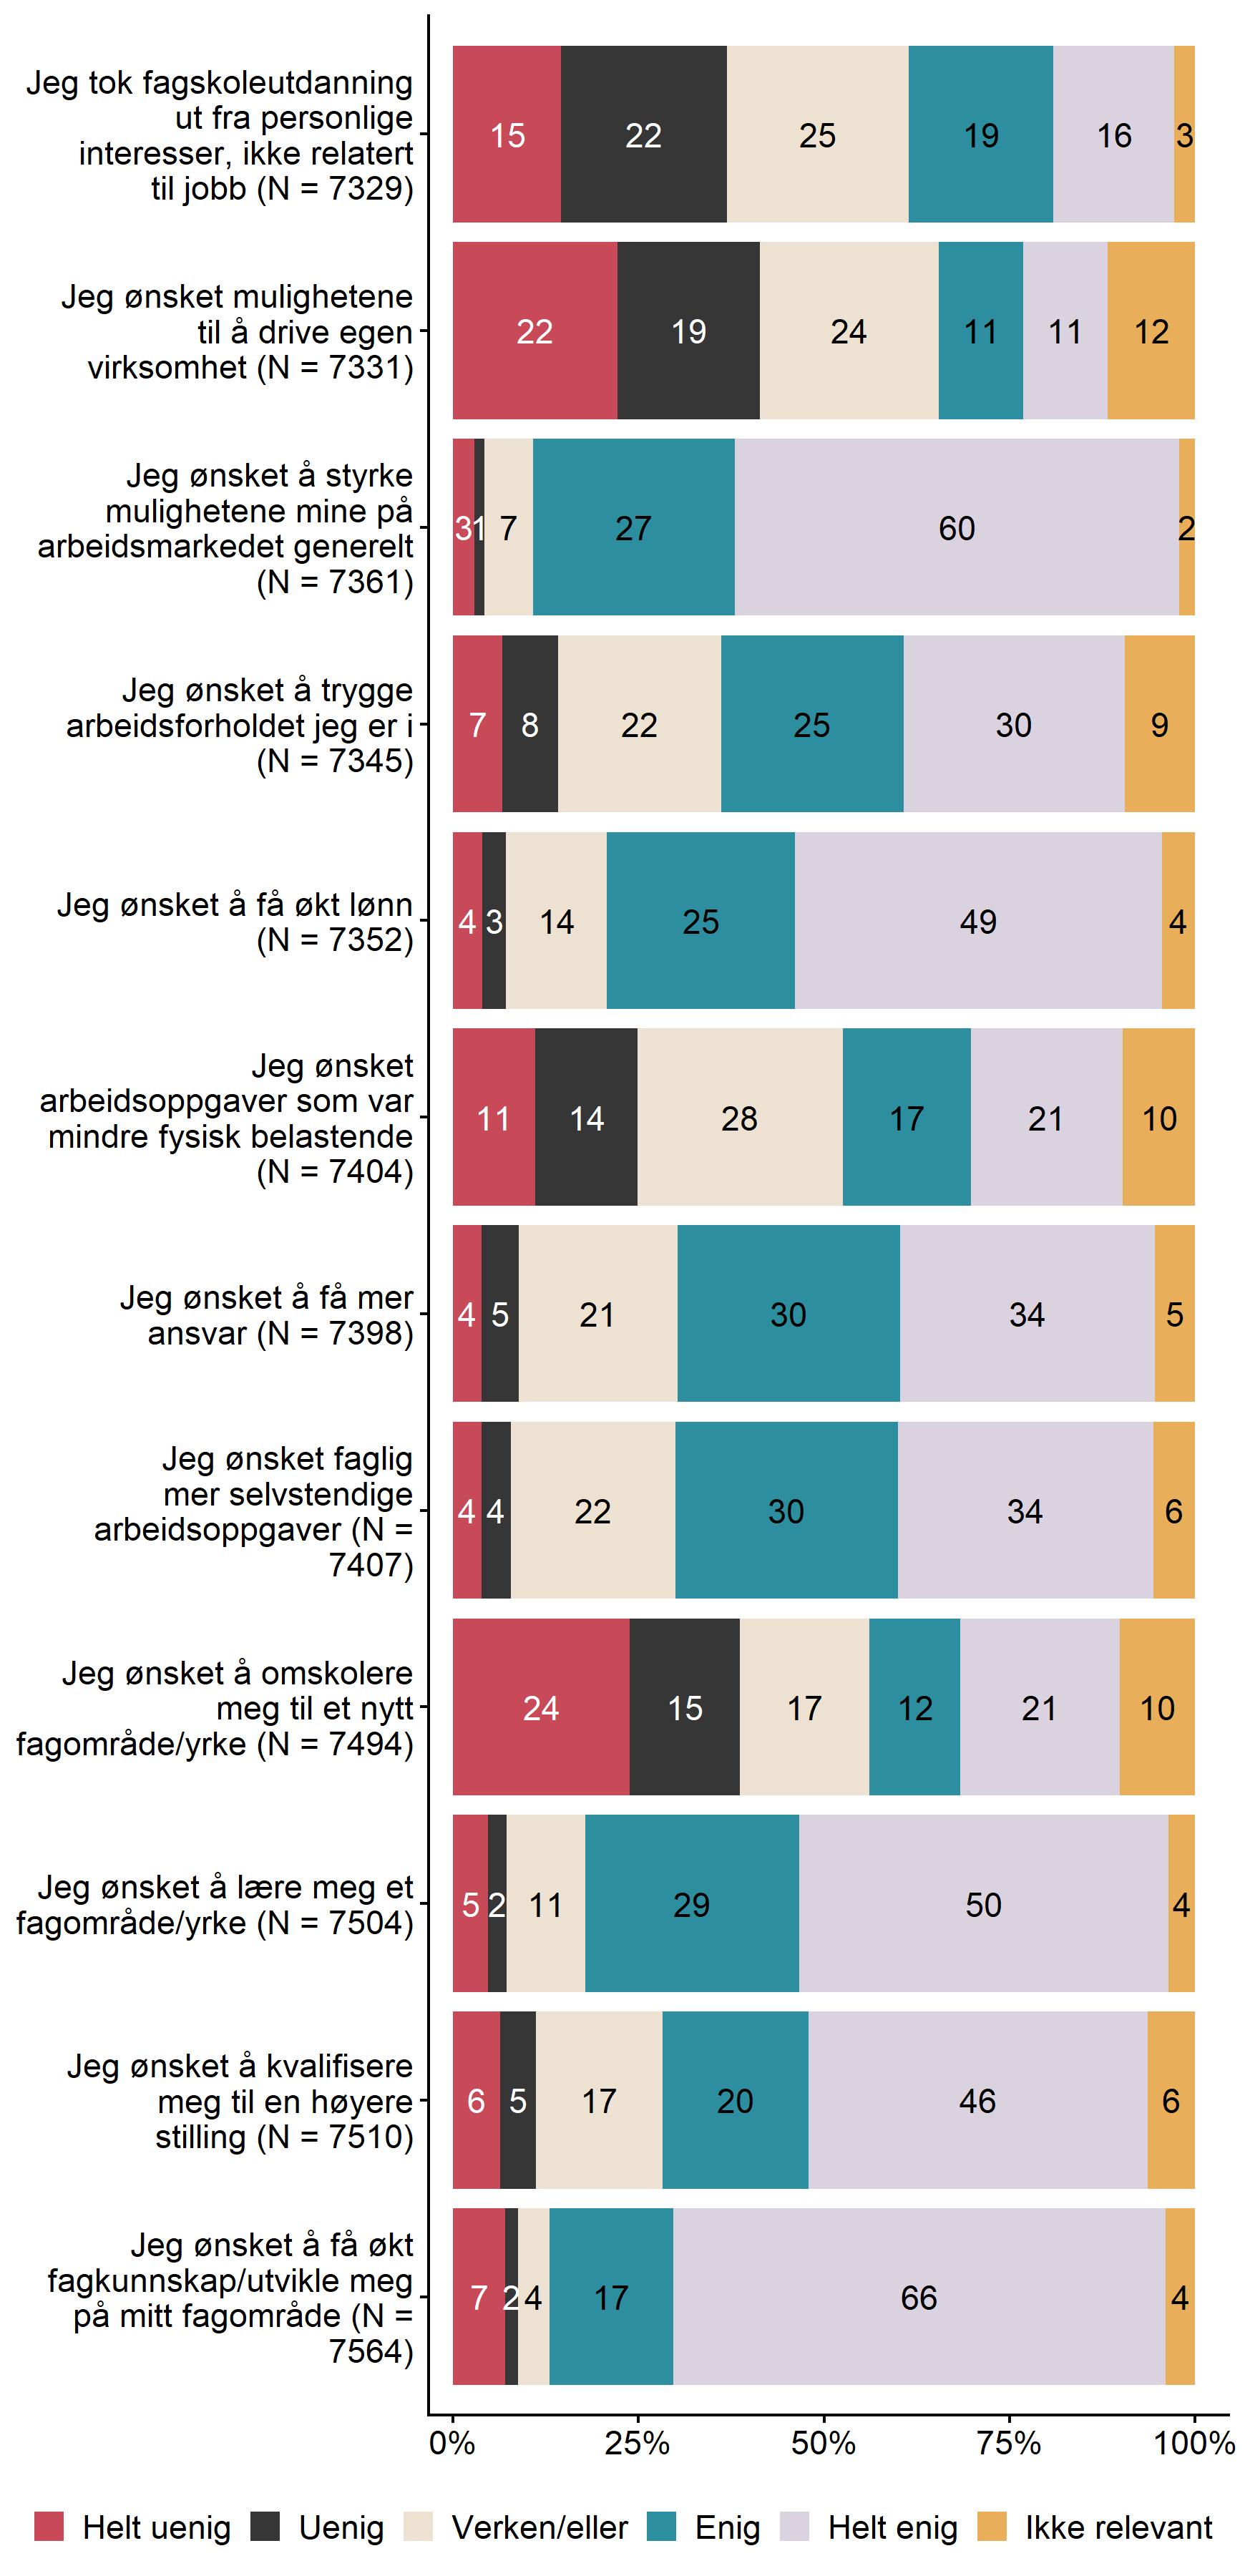 Jeg tok fagskoleutdanning
ut fra personlige
interesser, ikke relatert
til jobb (N = 7329)
15 22 25 19 16 3
Jeg ønsket mulighetene
til å drive egen
virksomhet (N = 7331)
22 19 24 11 11 12
Jeg ønsket å styrke
mulighetene mine på
arbeidsmarkedet generelt
(N = 7361)
3 1 7 27 60 2
Jeg ønsket å trygge
arbeidsforholdet jeg er i
(N = 7345)
7 8 22 25 30 9
Jeg ønsket å få økt lønn
(N = 7352)
4 3 14 25 49 4
Jeg ønsket
arbeidsoppgaver som var
mindre fysisk belastende
(N = 7404)
11 14 28 17 21 10
Jeg ønsket å få mer
ansvar (N = 7398)
4 5 21 30 34 5
Jeg ønsket faglig
mer selvstendige
arbeidsoppgaver (N =
7407)
4 4 22 30 34 6
Jeg ønsket å omskolere
meg til et nytt
fagområde/yrke (N = 7494)
24 15 17 12 21 10
Jeg ønsket å lære meg et
fagområde/yrke (N = 7504)
5 2 11 29 50 4
Jeg ønsket å kvalifisere
meg til en høyere
stilling (N = 7510)
6 5 17 20 46 6
Jeg ønsket å få økt
fagkunnskap/utvikle meg
på mitt fagområde (N =
7564)
7 2 4 17 66 4
0% 25% 50% 75% 100%
Helt uenig Uenig Verken/eller Enig Helt enig Ikke relevant